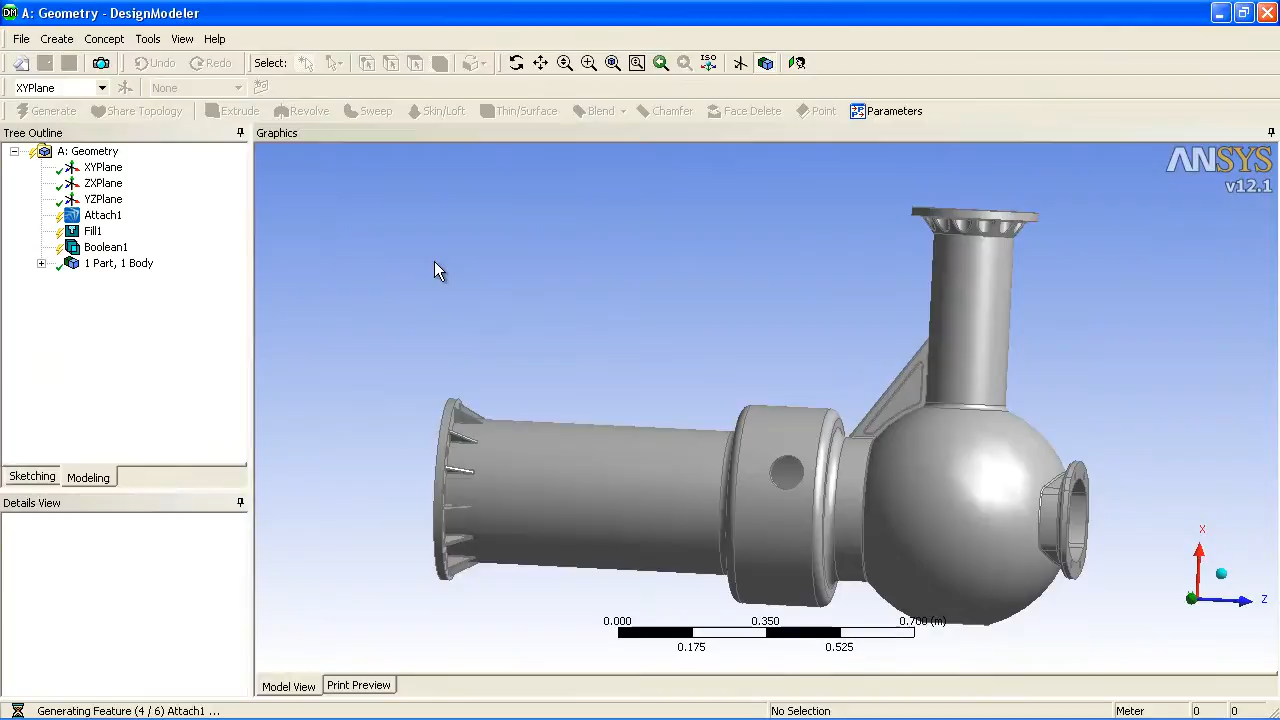 A: Geometry - DesignModeler
File Create Concept Tools View Help
Undo Redo Select: ISO
XYPlane None
Generate Share Topology Extrude Revolve Sweep Skin/Loft Thin/Surface Blend Chamfer Face Delete Point Parameters
Tree Outline
A: Geometry
XYPlane
ZXPlane
YZPlane
Attach1
Fill1
Boolean1
1 Part, 1 Body
Sketching Modeling
Details View
Graphics
ANSYS
v12.1
X
Z
0.000 0.350 0.700 (m)
0.175 0.525
Model View Print Preview
Generating Feature (4 / 6) Attach1 ... No Selection Meter 0 0